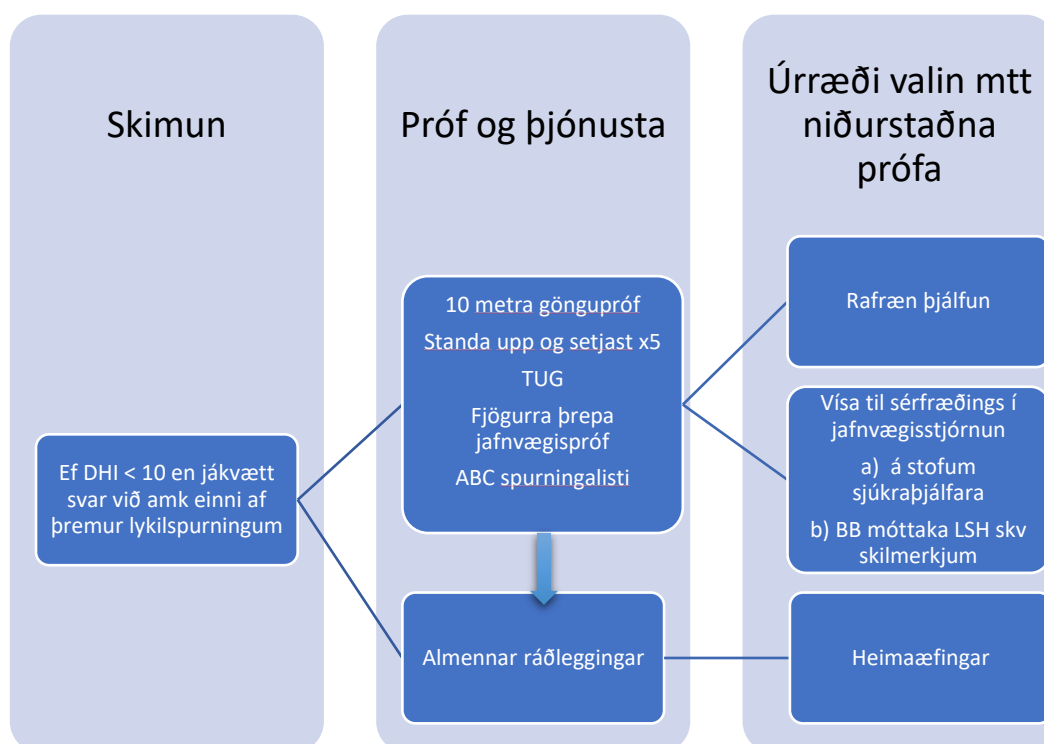 Skimun
Ef DHI < 10 en jákvætt
svar við amk einni af
þremur lykilspurningum
Próf og þjónusta
10 metra göngupróf
Standa upp og setjast x5
TUG
Fjögurra þrepa
jafnvægispróf
ABC spurningalisti
Almennar ráðleggingar
Úrræði valin mtt
niðurstaðna
prófa
Rafræn þjálfun
Vísa til sérfræðings í
jafnvægisstjórnun
a) á stofum
sjúkraþjálfara
b) BB móttaka LSH skv
skilmerkjum
Heimaæfingar